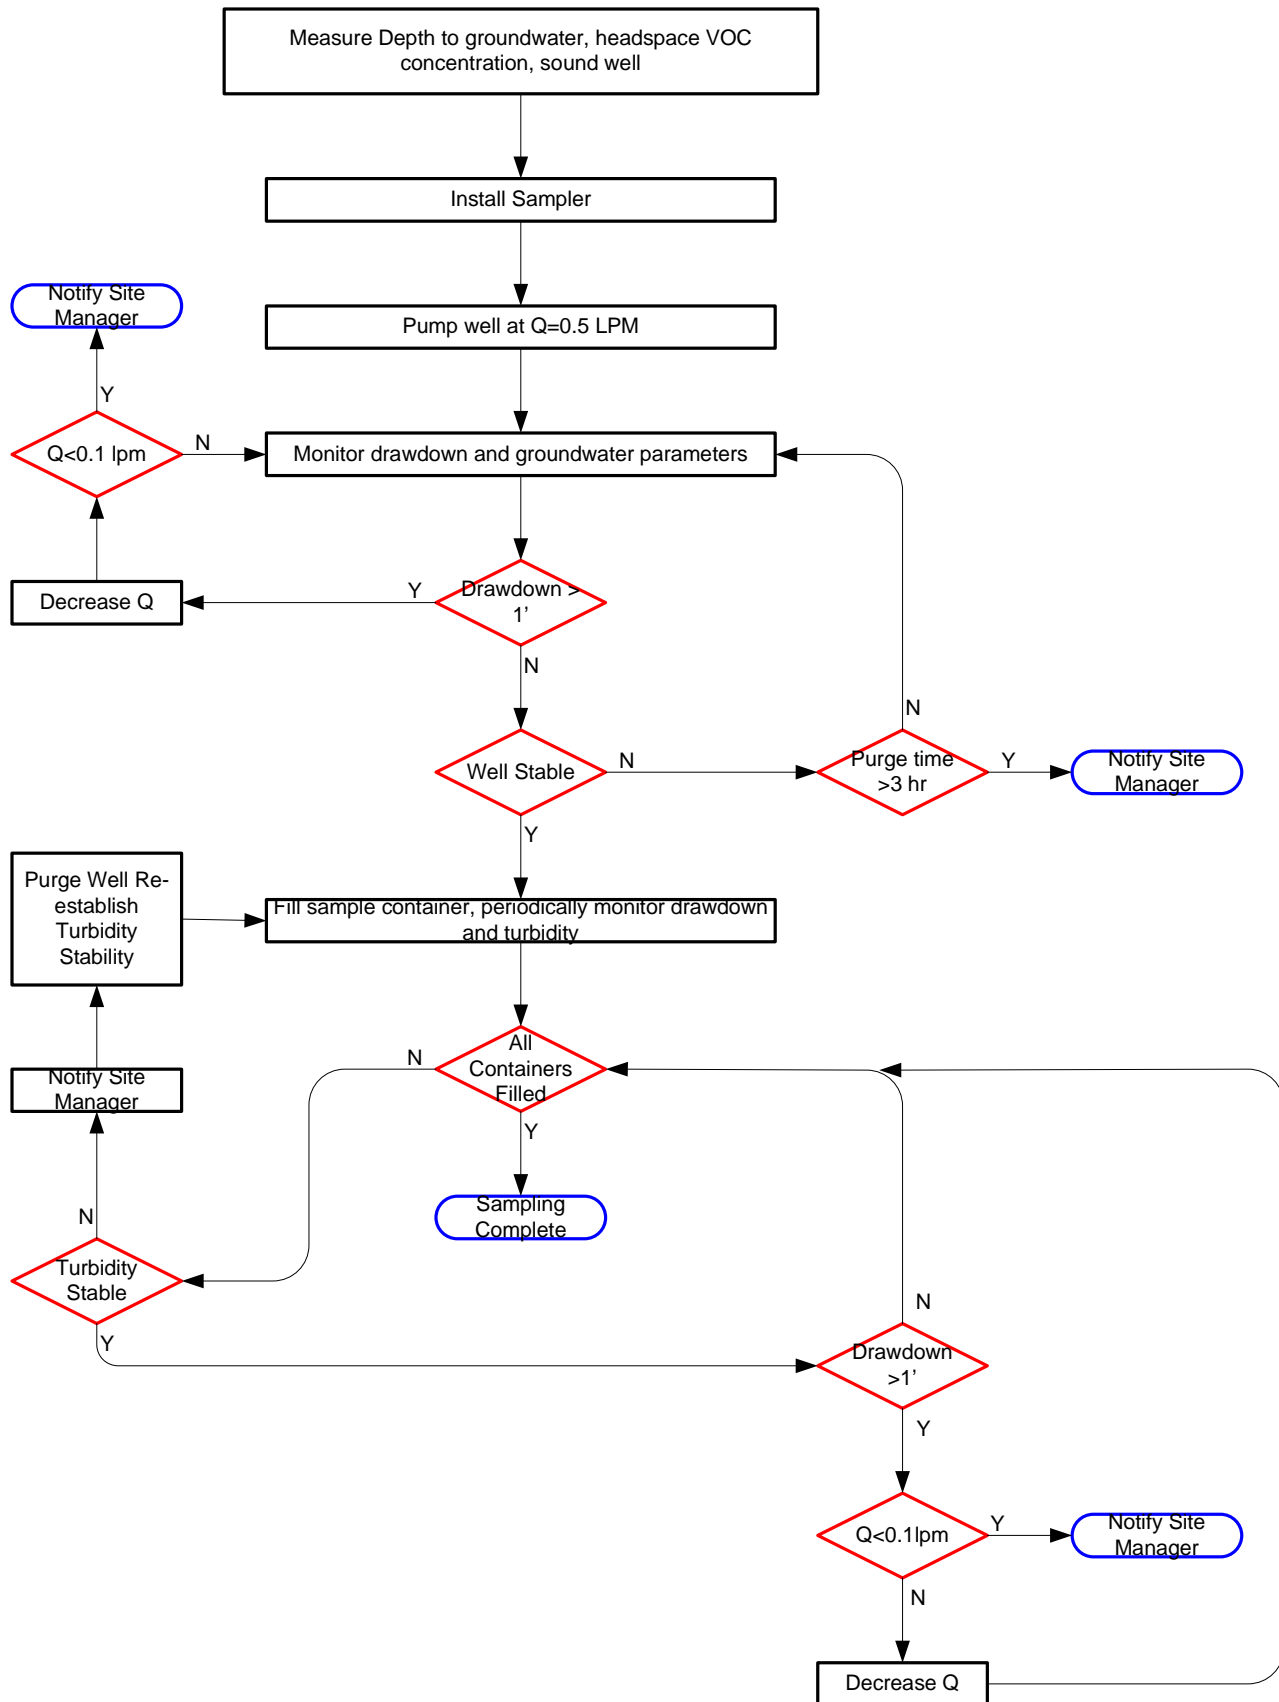 Measure Depth to groundwater, headspace VOC
concentration, sound well
Install Sampler
Notify Site
Manager
Pump well at Q=0.5 LPM
Y
Q<0.1 lpm
N
Monitor drawdown and groundwater parameters
Decrease Q
Y
Drawdown >
1’
N
N
Well Stable
N
Purge time
>3 hr
Y
Notify Site
Manager
Y
Purge Well Re-
establish
Turbidity
Stability
Fill sample container, periodically monitor drawdown
and turbidity
Notify Site
Manager
N
All
Containers
Filled
Y
Sampling
Complete
N
Turbidity
Stable
Y
N
Drawdown
>1’
Y
Q<0.1lpm
Y
Notify Site
Manager
N
Decrease Q